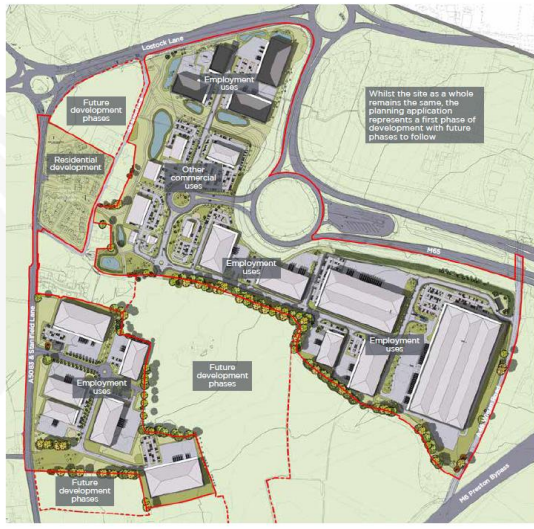 Lostock Lane
Employment
uses
Whilst the site as a whole
remains the same, the
planning application
represents a first phase of
development with future
phases to follow
Future
development
phases
Residential
development
Other
commercial
uses
M65
Employment
uses
Employment
uses
A5083 & Stanifield Lane
Employment
uses
Future
development
phases
Future
development
phases
M6 Preston Bypass